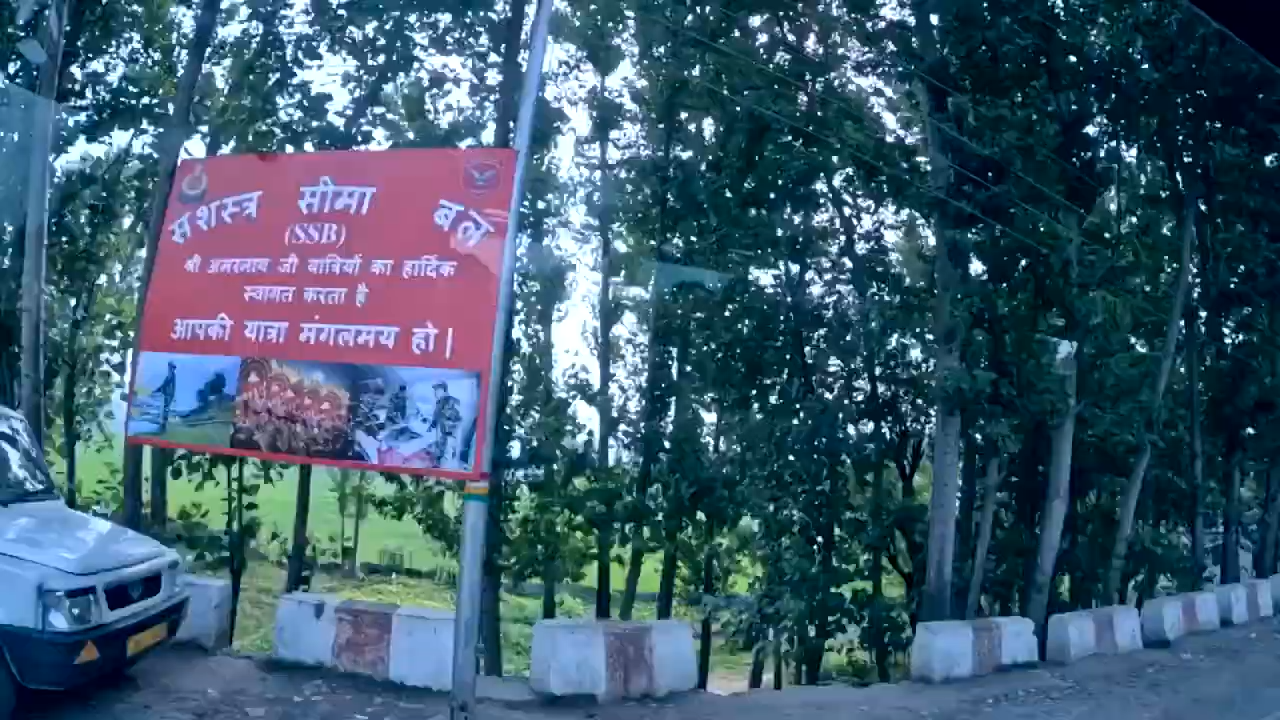 सशस्त्र सीमा बल
(SSB)
श्री अमरनाथ जी यात्रियों का हार्दिक
स्वागत करता है
आपकी यात्रा मंगलमय हो।